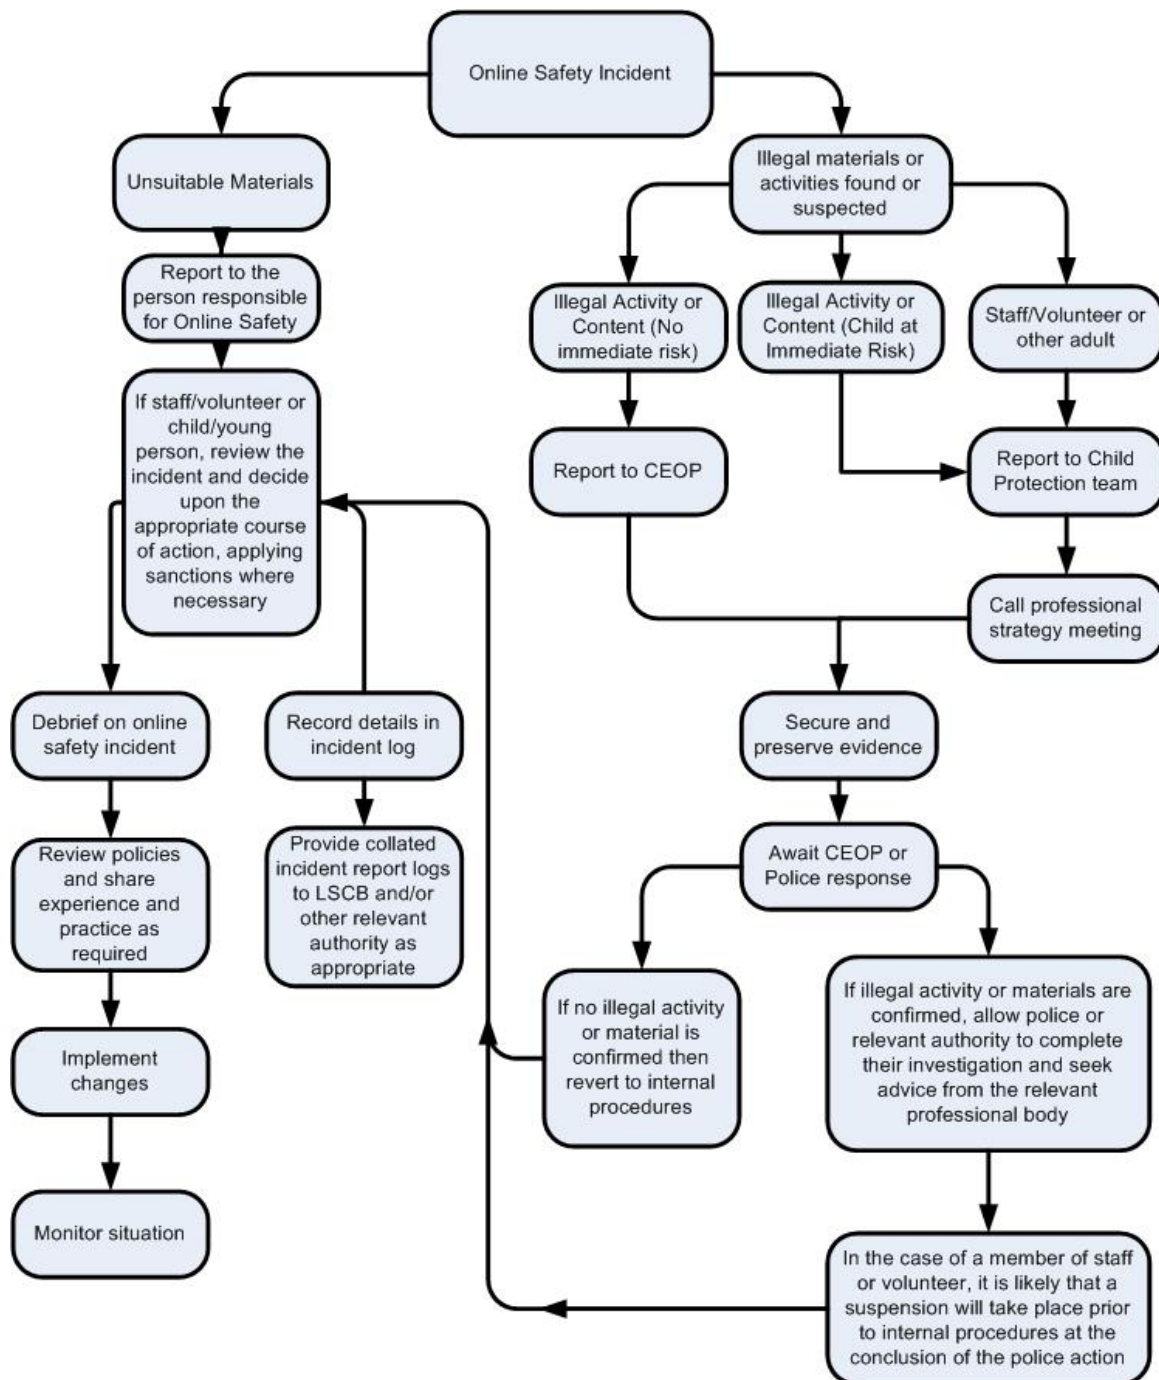 Online Safety Incident
Unsuitable Materials
Report to the
person responsible
for Online Safety
If staff/volunteer or
child/young
person, review the
incident and decide
upon the
appropriate course
of action, applying
sanctions where
necessary
Debrief on online
safety incident
Review policies
and share
experience and
practice as
required
Implement
changes
Monitor situation
Record details in
incident log
Provide collated
incident report logs
to LSCB and/or
other relevant
authority as
appropriate
Illegal materials or
activities found or
suspected
Illegal Activity or
Content (No
immediate risk)
Illegal Activity or
Content (Child at
Immediate Risk)
Staff/Volunteer or
other adult
Report to CEOP
Report to Child
Protection team
Call professional
strategy meeting
Secure and
preserve evidence
Await CEOP or
Police response
If no illegal activity
or material is
confirmed then
revert to internal
procedures
If illegal activity or materials are
confirmed, allow police or
relevant authority to complete
their investigation and seek
advice from the relevant
professional body
In the case of a member of staff
or volunteer, it is likely that a
suspension will take place prior
to internal procedures at the
conclusion of the police action